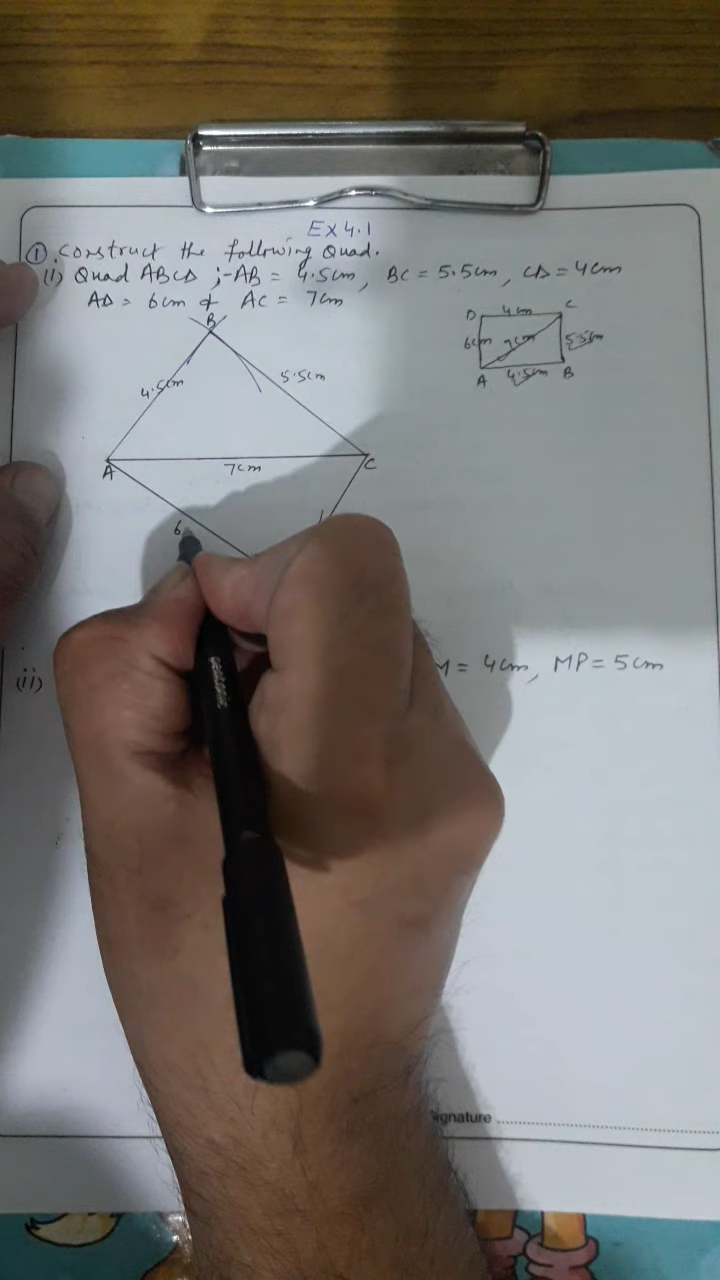 Ex 4.1
① Construct the following Quad.
(i) Quad ABCD ;- AB = 4.5cm, BC = 5.5cm, CD = 4cm
AD = 6cm & AC = 7cm
D 4cm C
6cm 7cm 5.5cm
A 4.5cm B
B
4.5cm 5.5cm
A 7cm C
6
(ii) M = 4cm, MP = 5cm
Signature